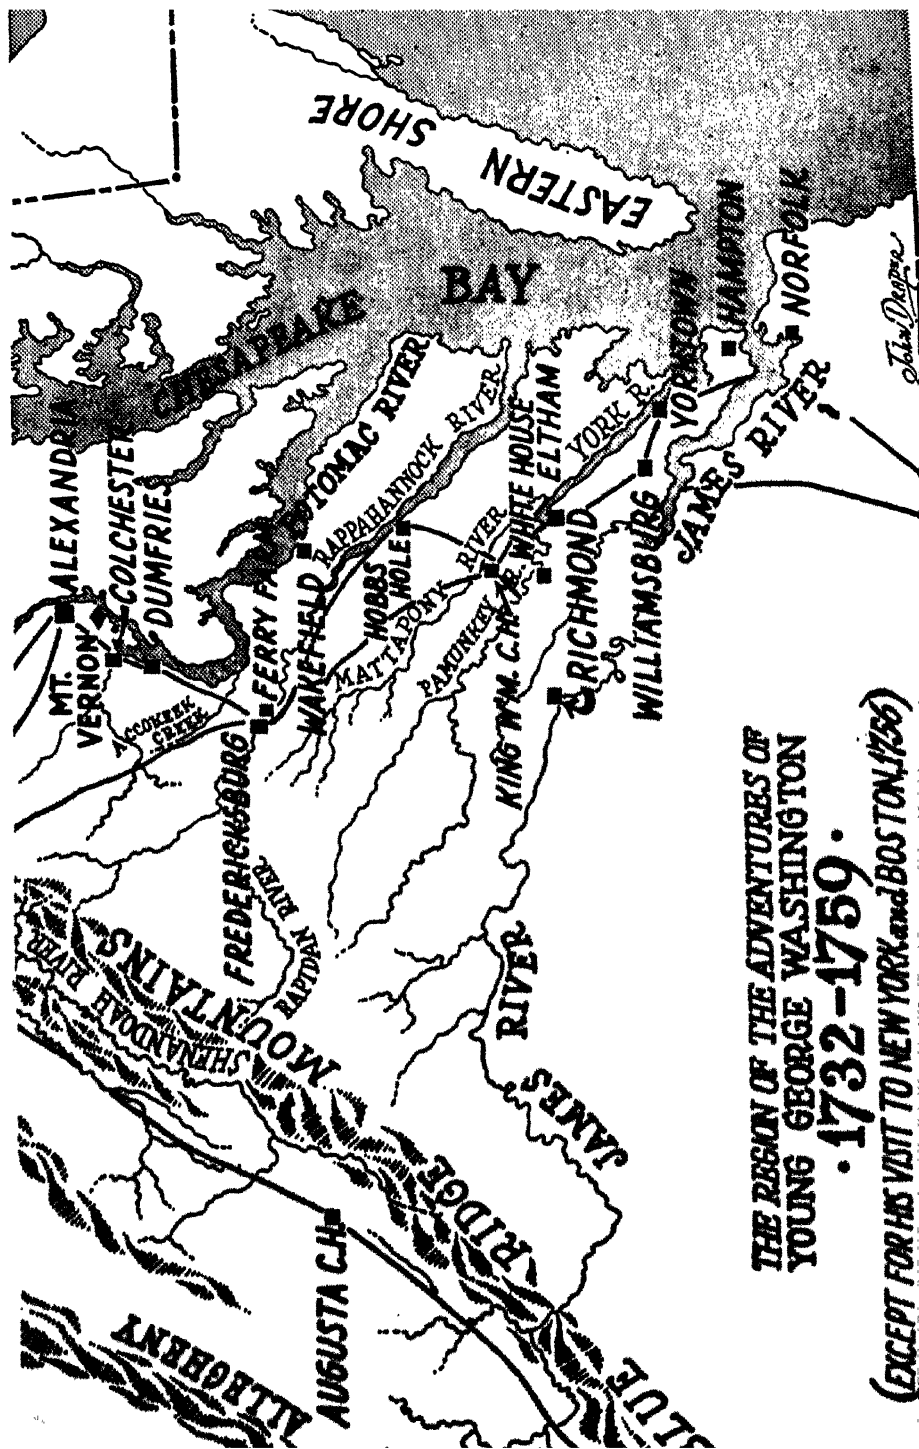 EASTERN
SHORE
CHESAPEAKE
BAY
ALEXANDRIA
MT.
VERNON
COLCHESTER
DUMFRIES
ACCOKEEK
CREEK
FREDERICKSBURG
WAKEFIELD
POTOMAC RIVER
RAPPAHANNOCK RIVER
HOBBS
HOLE
MATTAPONY RIVER
PAMUNKEY
KING WM. C.H.
WHITE HOUSE
ELTHAM
YORK R.
RICHMOND
WILLIAMSBURG
YORKTOWN
HAMPTON
NORFOLK
JAMES RIVER
RAPIDAN RIVER
SHENANDOAH RIVER
BLUE RIDGE MOUNTAINS
JAMES RIVER
AUGUSTA C.H.
ALLEGHENY
THE REGION OF THE ADVENTURES OF
YOUNG GEORGE WASHINGTON
·1732–1759·
(EXCEPT FOR HIS VISIT TO NEW YORK and BOSTON, 1756)
John Drape